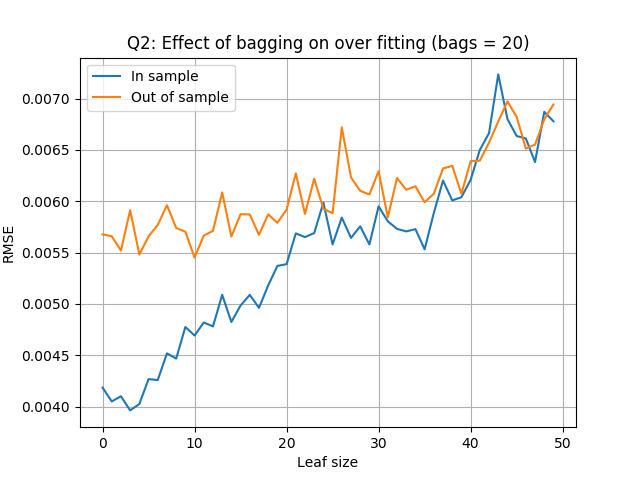 Q2: Effect of bagging on over fitting (bags = 20)
In sample
Out of sample
0.0070
0.0065
0.0060
0.0055
0.0050
0.0045
0.0040
RMSE
0 10 20 30 40 50
Leaf size